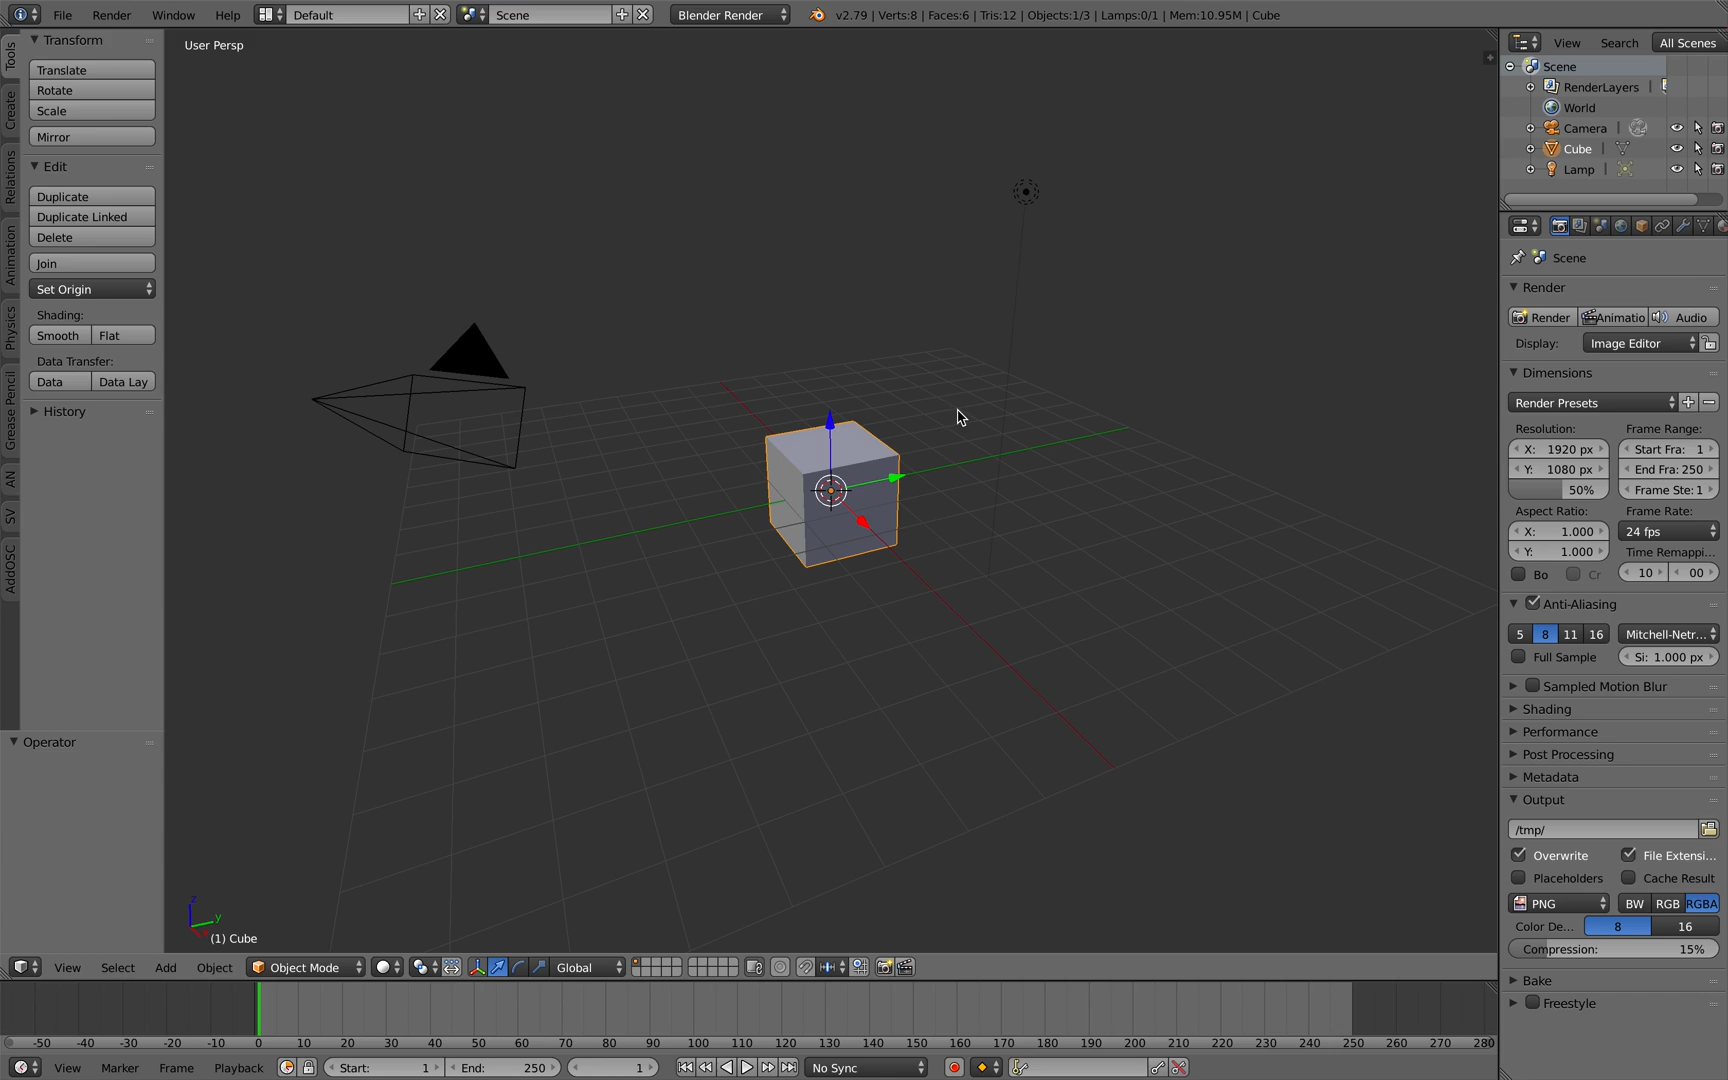 File Render Window Help Default Scene Blender Render v2.79 | Verts:8 | Faces:6 | Tris:12 | Objects:1/3 | Lamps:0/1 | Mem:10.95M | Cube
Tools
Create
Relations
Animation
Physics
Grease Pencil
AN
SV
AddOSC
Transform
Translate
Rotate
Scale
Mirror
Edit
Duplicate
Duplicate Linked
Delete
Join
Set Origin
Shading:
Smooth Flat
Data Transfer:
Data Data Lay
History
Operator
User Persp
z
y
x
(1) Cube
View Select Add Object Object Mode Global
-50 -40 -30 -20 -10 0 10 20 30 40 50 60 70 80 90 100 110 120 130 140 150 160 170 180 190 200 210 220 230 240 250 260 270 280
View Marker Frame Playback Start: 1 End: 250 1 No Sync
View Search All Scenes
Scene
RenderLayers
World
Camera
Cube
Lamp
Scene
Render
Render Animatio Audio
Display: Image Editor
Dimensions
Render Presets
Resolution: Frame Range:
X: 1920 px Start Fra: 1
Y: 1080 px End Fra: 250
50% Frame Ste: 1
Aspect Ratio: Frame Rate:
X: 1.000 24 fps
Y: 1.000 Time Remappi...
Bo Cr 10 00
Anti-Aliasing
5 8 11 16 Mitchell-Netr...
Full Sample Si: 1.000 px
Sampled Motion Blur
Shading
Performance
Post Processing
Metadata
Output
/tmp/
Overwrite File Extensi...
Placeholders Cache Result
PNG BW RGB RGBA
Color De... 8 16
Compression: 15%
Bake
Freestyle